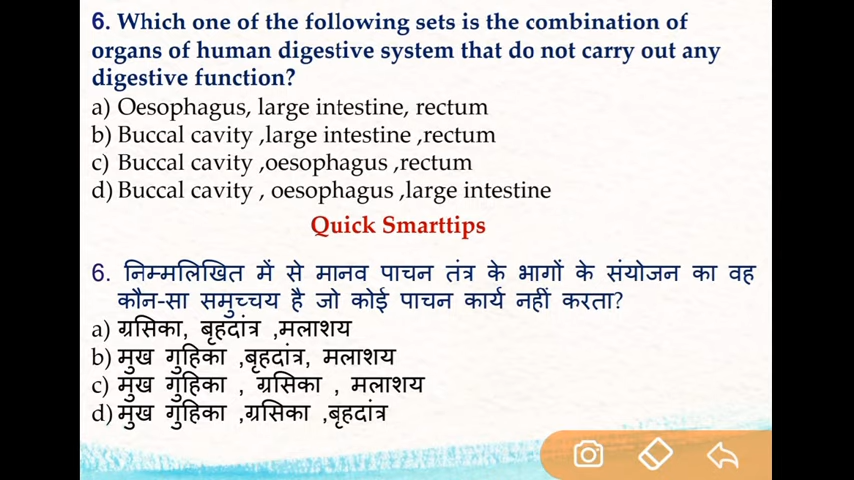 6. Which one of the following sets is the combination of
organs of human digestive system that do not carry out any
digestive function?
a) Oesophagus, large intestine, rectum
b) Buccal cavity ,large intestine ,rectum
c) Buccal cavity ,oesophagus ,rectum
d) Buccal cavity , oesophagus ,large intestine
Quick Smarttips
6. निम्मलिखित में से मानव पाचन तंत्र के भागों के संयोजन का वह
कौन-सा समुच्चय है जो कोई पाचन कार्य नहीं करता?
a) ग्रसिका, बृहदांत्र ,मलाशय
b) मुख गुहिका ,बृहदांत्र, मलाशय
c) मुख गुहिका , ग्रसिका , मलाशय
d) मुख गुहिका ,ग्रसिका ,बृहदांत्र